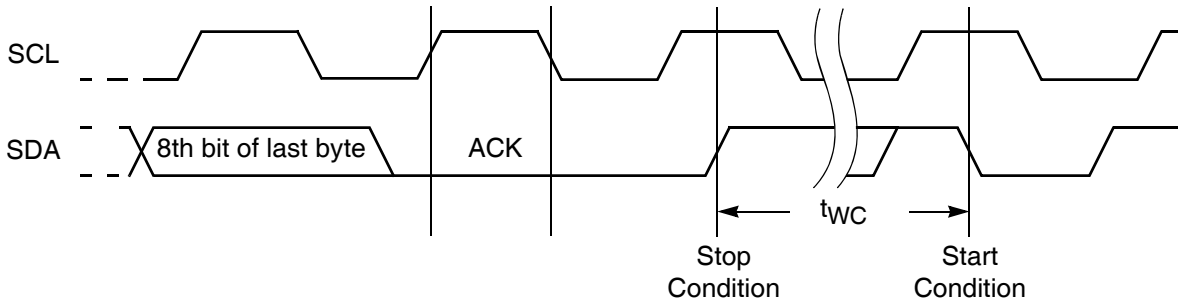 SCL
SDA
8th bit of last byte
ACK
tWC
Stop
Condition
Start
Condition